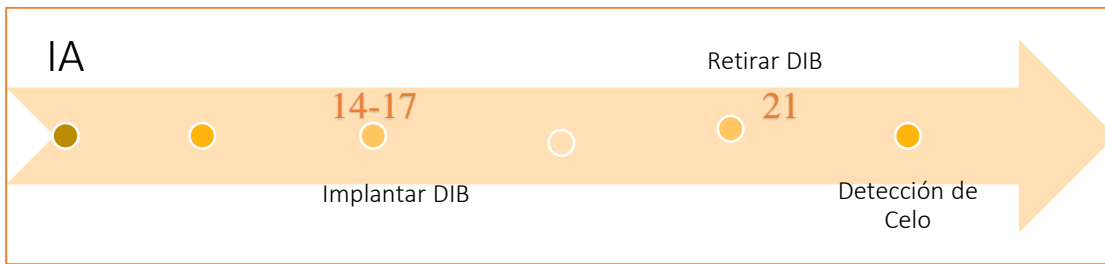 IA
Retirar DIB
14-17
21
Implantar DIB
Detección de
Celo